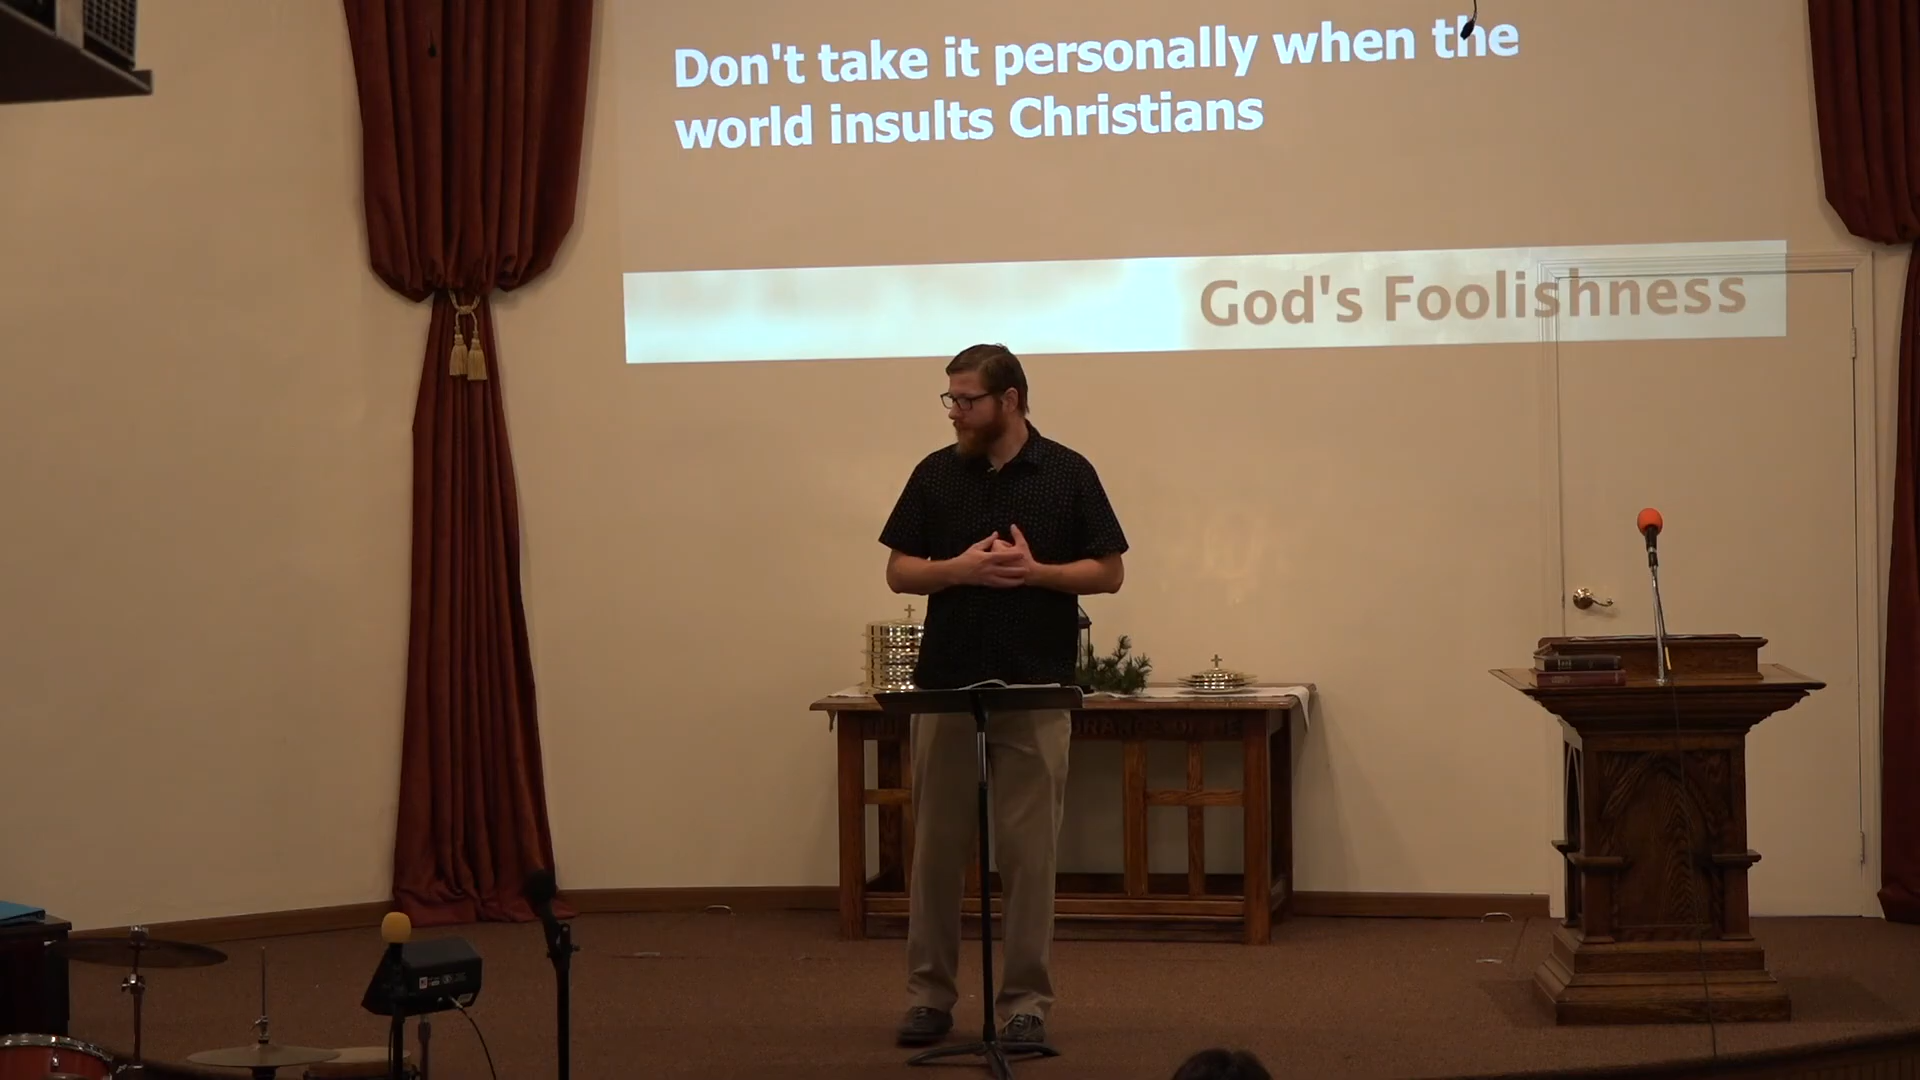 Don't take it personally when the
world insults Christians
God's Foolishness